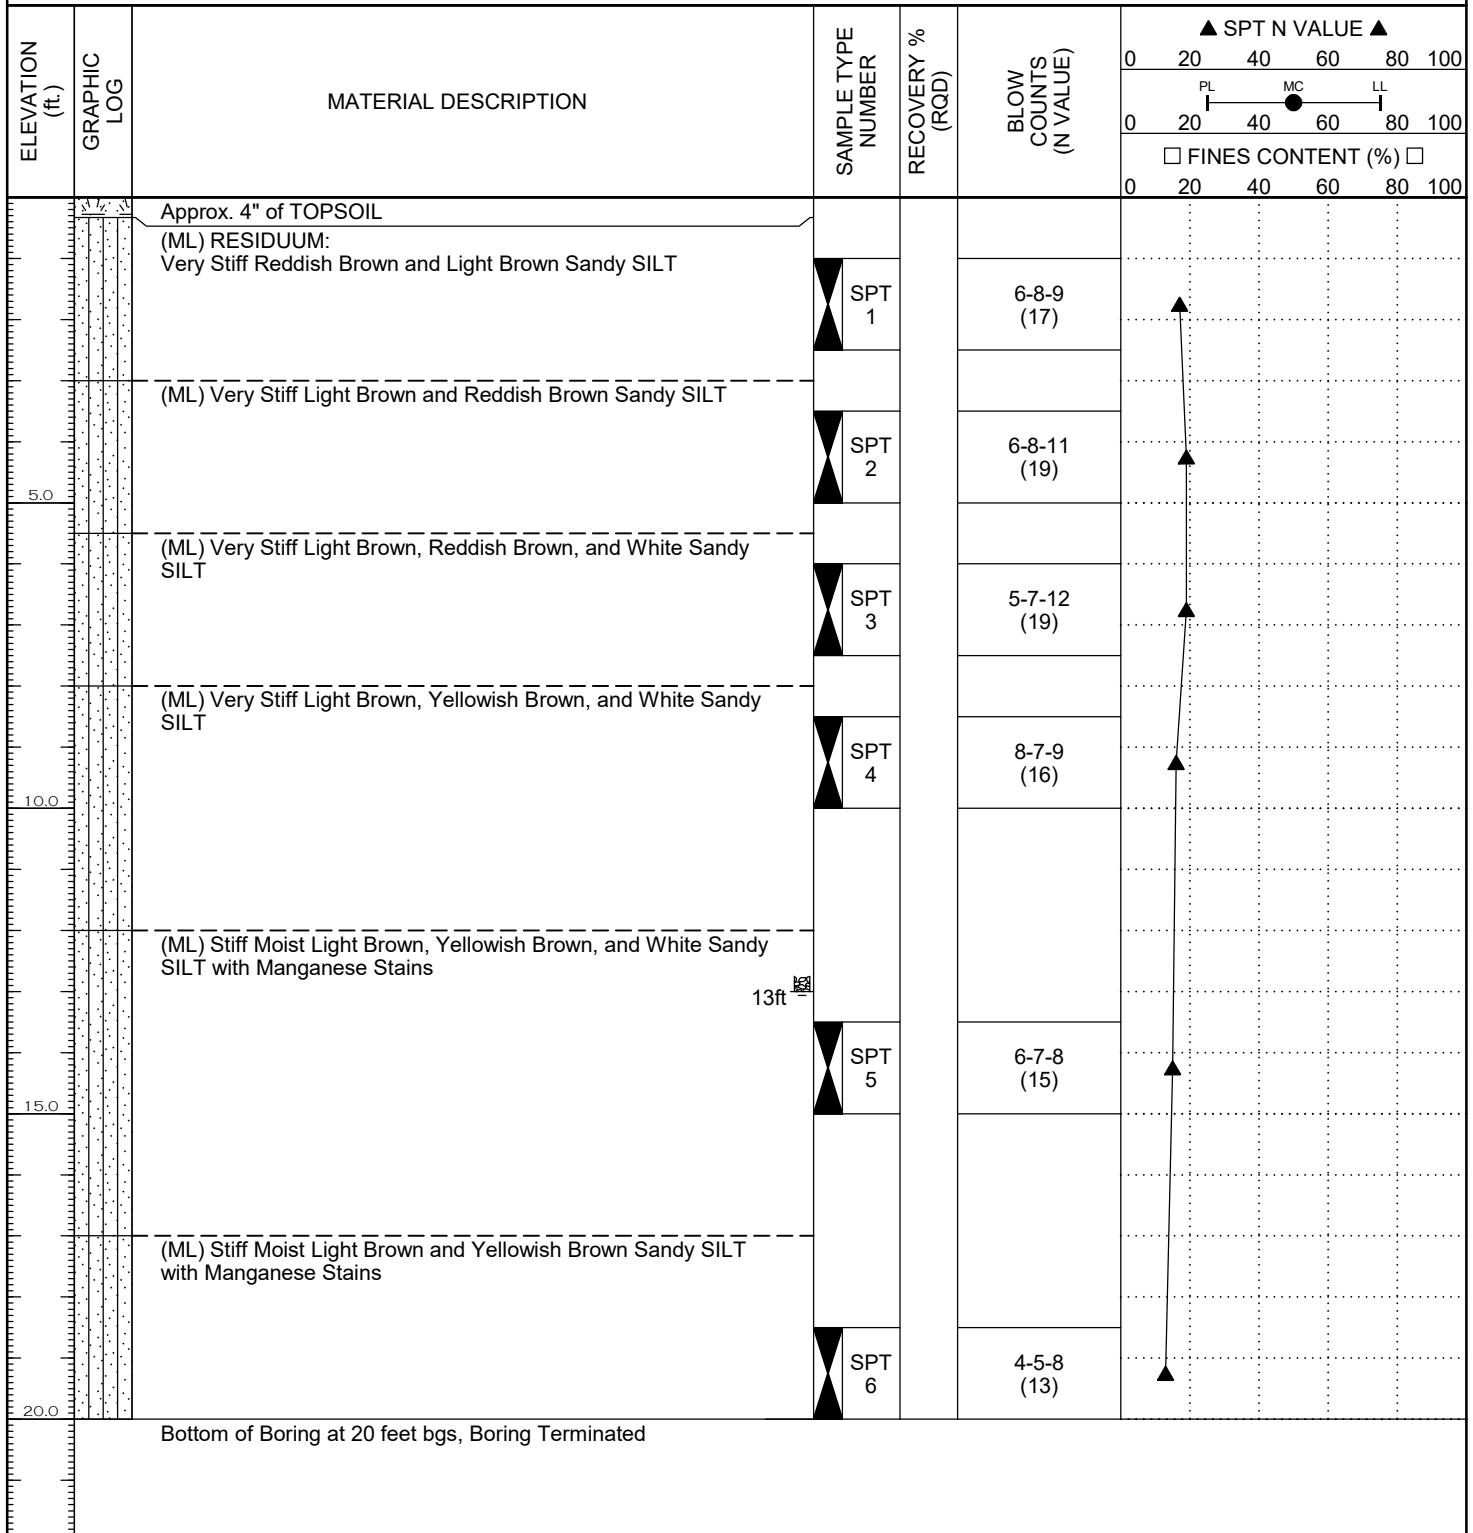 ELEVATION
(ft.)
GRAPHIC
LOG
MATERIAL DESCRIPTION
SAMPLE TYPE
NUMBER
RECOVERY %
(RQD)
BLOW
COUNTS
(N VALUE)
▲ SPT N VALUE ▲
0 20 40 60 80 100
PL MC LL
0 20 40 60 80 100
□ FINES CONTENT (%) □
0 20 40 60 80 100
Approx. 4" of TOPSOIL
(ML) RESIDUUM:
Very Stiff Reddish Brown and Light Brown Sandy SILT
SPT
1
6-8-9
(17)
(ML) Very Stiff Light Brown and Reddish Brown Sandy SILT
SPT
2
6-8-11
(19)
5.0
(ML) Very Stiff Light Brown, Reddish Brown, and White Sandy
SILT
SPT
3
5-7-12
(19)
(ML) Very Stiff Light Brown, Yellowish Brown, and White Sandy
SILT
SPT
4
8-7-9
(16)
10.0
(ML) Stiff Moist Light Brown, Yellowish Brown, and White Sandy
SILT with Manganese Stains
13ft
SPT
5
6-7-8
(15)
15.0
(ML) Stiff Moist Light Brown and Yellowish Brown Sandy SILT
with Manganese Stains
SPT
6
4-5-8
(13)
20.0
Bottom of Boring at 20 feet bgs, Boring Terminated